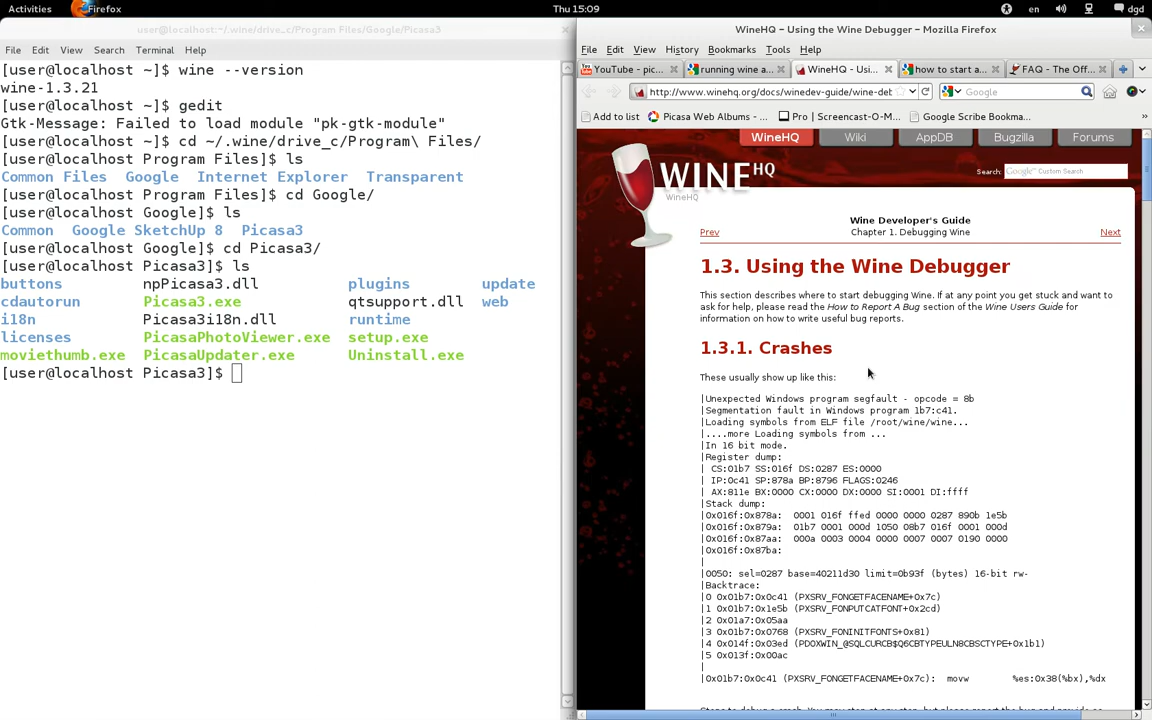 Activities Firefox Thu 15:09 en dgd
user@localhost:~/.wine/drive_c/Program Files/Google/Picasa3
File Edit View Search Terminal Help
[user@localhost ~]$ wine --version
wine-1.3.21
[user@localhost ~]$ gedit
Gtk-Message: Failed to load module "pk-gtk-module"
[user@localhost ~]$ cd ~/.wine/drive_c/Program\ Files/
[user@localhost Program Files]$ ls
Common Files Google Internet Explorer Transparent
[user@localhost Program Files]$ cd Google/
[user@localhost Google]$ ls
Common Google SketchUp 8 Picasa3
[user@localhost Google]$ cd Picasa3/
[user@localhost Picasa3]$ ls
buttons npPicasa3.dll plugins update
cdautorun Picasa3.exe qtsupport.dll web
i18n Picasa3i18n.dll runtime
licenses PicasaPhotoViewer.exe setup.exe
moviethumb.exe PicasaUpdater.exe Uninstall.exe
[user@localhost Picasa3]$
WineHQ - Using the Wine Debugger - Mozilla Firefox
File Edit View History Bookmarks Tools Help
YouTube - pic... running wine a... WineHQ - Usi... how to start a... FAQ - The Off...
http://www.winehq.org/docs/winedev-guide/wine-det Google
Add to list Picasa Web Albums - ... Pro | Screencast-O-M... Google Scribe Bookma...
WineHQ Wiki AppDB Bugzilla Forums
WINE HQ
WineHQ
Search: Google Custom Search
Wine Developer's Guide
Prev Chapter 1. Debugging Wine Next
1.3. Using the Wine Debugger
This section describes where to start debugging Wine. If at any point you get stuck and want to
ask for help, please read the How to Report A Bug section of the Wine Users Guide for
information on how to write useful bug reports.
1.3.1. Crashes
These usually show up like this:
|Unexpected Windows program segfault - opcode = 8b
|Segmentation fault in Windows program 1b7:c41.
|Loading symbols from ELF file /root/wine/wine...
|....more Loading symbols from ...
|In 16 bit mode.
|Register dump:
| CS:01b7 SS:016f DS:0287 ES:0000
| IP:0c41 SP:878a BP:8796 FLAGS:0246
| AX:811e BX:0000 CX:0000 DX:0000 SI:0001 DI:ffff
|Stack dump:
|0x016f:0x878a: 0001 016f ffed 0000 0000 0287 890b 1e5b
|0x016f:0x879a: 01b7 0001 000d 1050 08b7 016f 0001 000d
|0x016f:0x87aa: 000a 0003 0004 0000 0007 0007 0190 0000
|0x016f:0x87ba:
|
|0050: sel=0287 base=40211d30 limit=0b93f (bytes) 16-bit rw-
|Backtrace:
|0 0x01b7:0x0c41 (PXSRV_FONGETFACENAME+0x7c)
|1 0x01b7:0x1e5b (PXSRV_FONPUTCATFONT+0x2cd)
|2 0x01a7:0x05aa
|3 0x01b7:0x0768 (PXSRV_FONINITFONTS+0x81)
|4 0x014f:0x03ed (PDOXWIN_@SQLCURCB$Q6CBTYPEULN8CBSCTYPE+0x1b1)
|5 0x013f:0x00ac
|
|0x01b7:0x0c41 (PXSRV_FONGETFACENAME+0x7c): movw %es:0x38(%bx),%dx